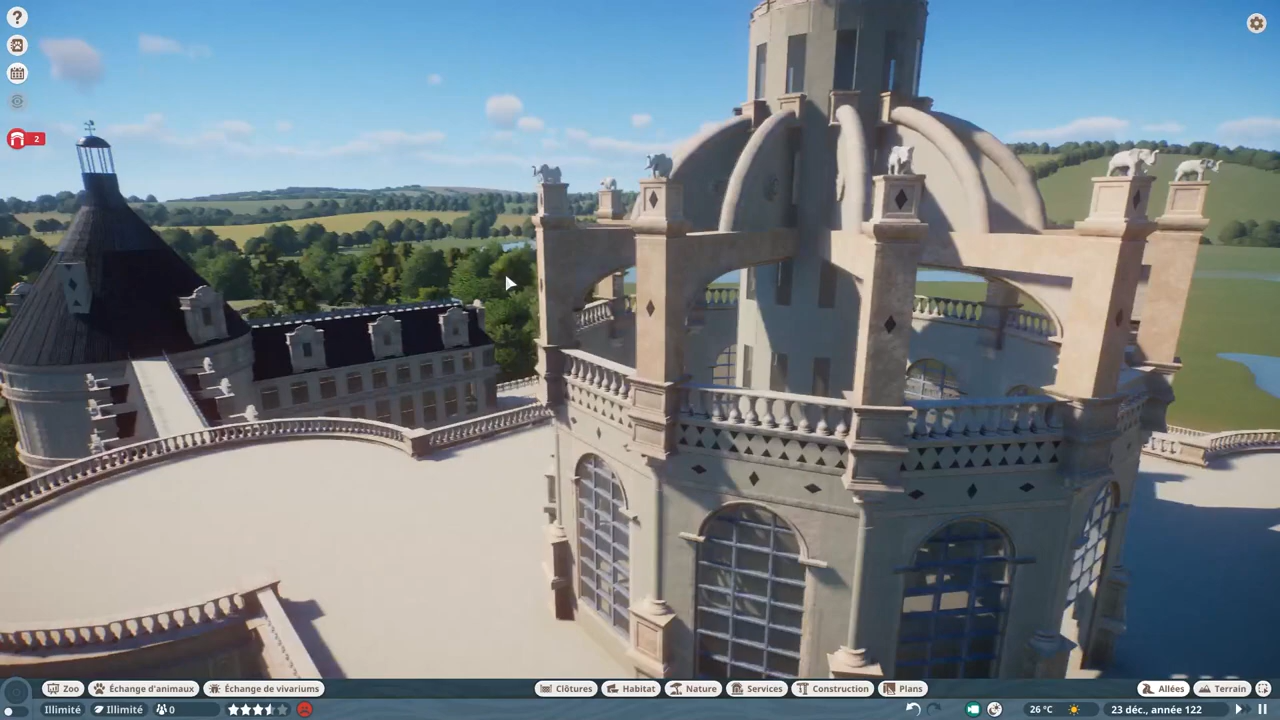 ?
2
Zoo
Échange d'animaux
Échange de vivariums
Clôtures
Habitat
Nature
Services
Construction
Plans
Allées
Terrain
Illimité
Illimité
0
26 °C
23 déc., année 122